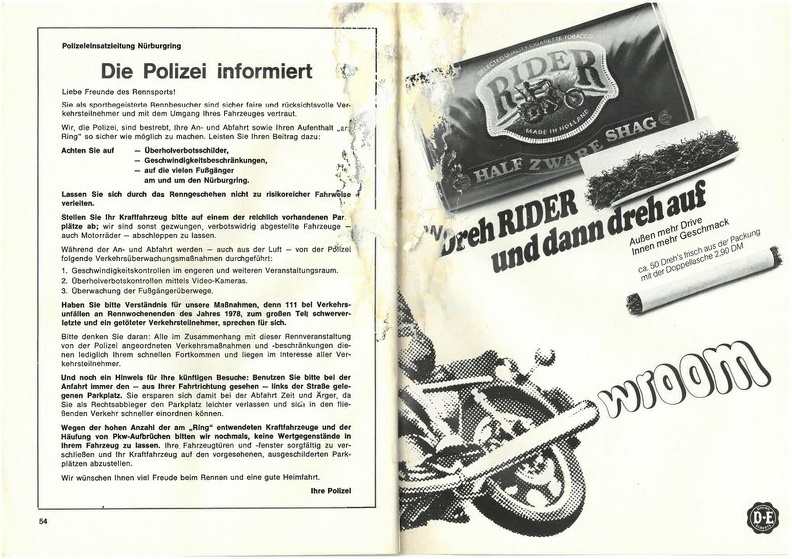 Polizeieinsatzleitung Nürburgring
Die Polizei informiert
Liebe Freunde des Rennsports!
Sie als sportbegeisterte Rennbesucher sind sicher faire und rücksichtsvolle Ver-
kehrsteilnehmer und mit dem Umgang Ihres Fahrzeuges vertraut.
Wir, die Polizei, sind bestrebt, Ihre An- und Abfahrt sowie Ihren Aufenthalt „am
Ring" so sicher wie möglich zu machen. Leisten Sie Ihren Beitrag dazu:
Achten Sie auf — Überholverbotsschilder,
— Geschwindigkeitsbeschränkungen,
— auf die vielen Fußgänger
am und um den Nürburgring.
Lassen Sie sich durch das Renngeschehen nicht zu risikoreicher Fahrweise
verleiten.
Stellen Sie Ihr Kraftfahrzeug bitte auf einem der reichlich vorhandenen Par
plätze ab; wir sind sonst gezwungen, verbotswidrig abgestellte Fahrzeuge —
auch Motorräder — abschleppen zu lassen.
Während der An- und Abfahrt werden — auch aus der Luft — von der Polizei
folgende Verkehrsüberwachungsmaßnahmen durchgeführt:
1. Geschwindigkeitskontrollen im engeren und weiteren Veranstaltungsraum.
2. Überholverbotskontrollen mittels Video-Kameras.
3. Überwachung der Fußgängerüberwege.
Haben Sie bitte Verständnis für unsere Maßnahmen, denn 111 bei Verkehrs-
unfällen an Rennwochenenden des Jahres 1978, zum großen Teil schwerver-
letzte und ein getöteter Verkehrsteilnehmer, sprechen für sich.
Bitte denken Sie daran: Alle im Zusammenhang mit dieser Rennveranstaltung
von der Polizei angeordneten Verkehrsmaßnahmen und -beschränkungen die-
nen lediglich Ihrem schnellen Fortkommen und liegen im Interesse aller Ver-
kehrsteilnehmer.
Und noch ein Hinweis für Ihre künftigen Besuche: Benutzen Sie bitte bei der
Anfahrt immer den — aus Ihrer Fahrtrichtung gesehen — links der Straße gele-
genen Parkplatz. Sie ersparen sich damit bei der Abfahrt Zeit und Ärger, da
Sie als Rechtsabbieger den Parkplatz leichter verlassen und sich in den flie-
ßenden Verkehr schneller einordnen können.
Wegen der hohen Anzahl der am „Ring" entwendeten Kraftfahrzeuge und der
Häufung von Pkw-Aufbrüchen bitten wir nochmals, keine Wertgegenstände in
Ihrem Fahrzeug zu lassen. Ihre Fahrzeugtüren und -fenster sorgfältig zu ver-
schließen und Ihr Kraftfahrzeug auf den vorgesehenen, ausgeschilderten Park-
plätzen abzustellen.
Wir wünschen Ihnen viel Freude beim Rennen und eine gute Heimfahrt.
Ihre Polizei
54
SELECTED QUALITY CIGARETTE TOBACCO
RIDER
MADE IN HOLLAND
HALF ZWARE SHAG
Dreh RIDER
und dann dreh auf
Außen mehr Drive
Innen mehr Geschmack
ca. 50 Dreh's frisch aus der Packung
mit der Doppellasche 2,90 DM
wroom
D-E